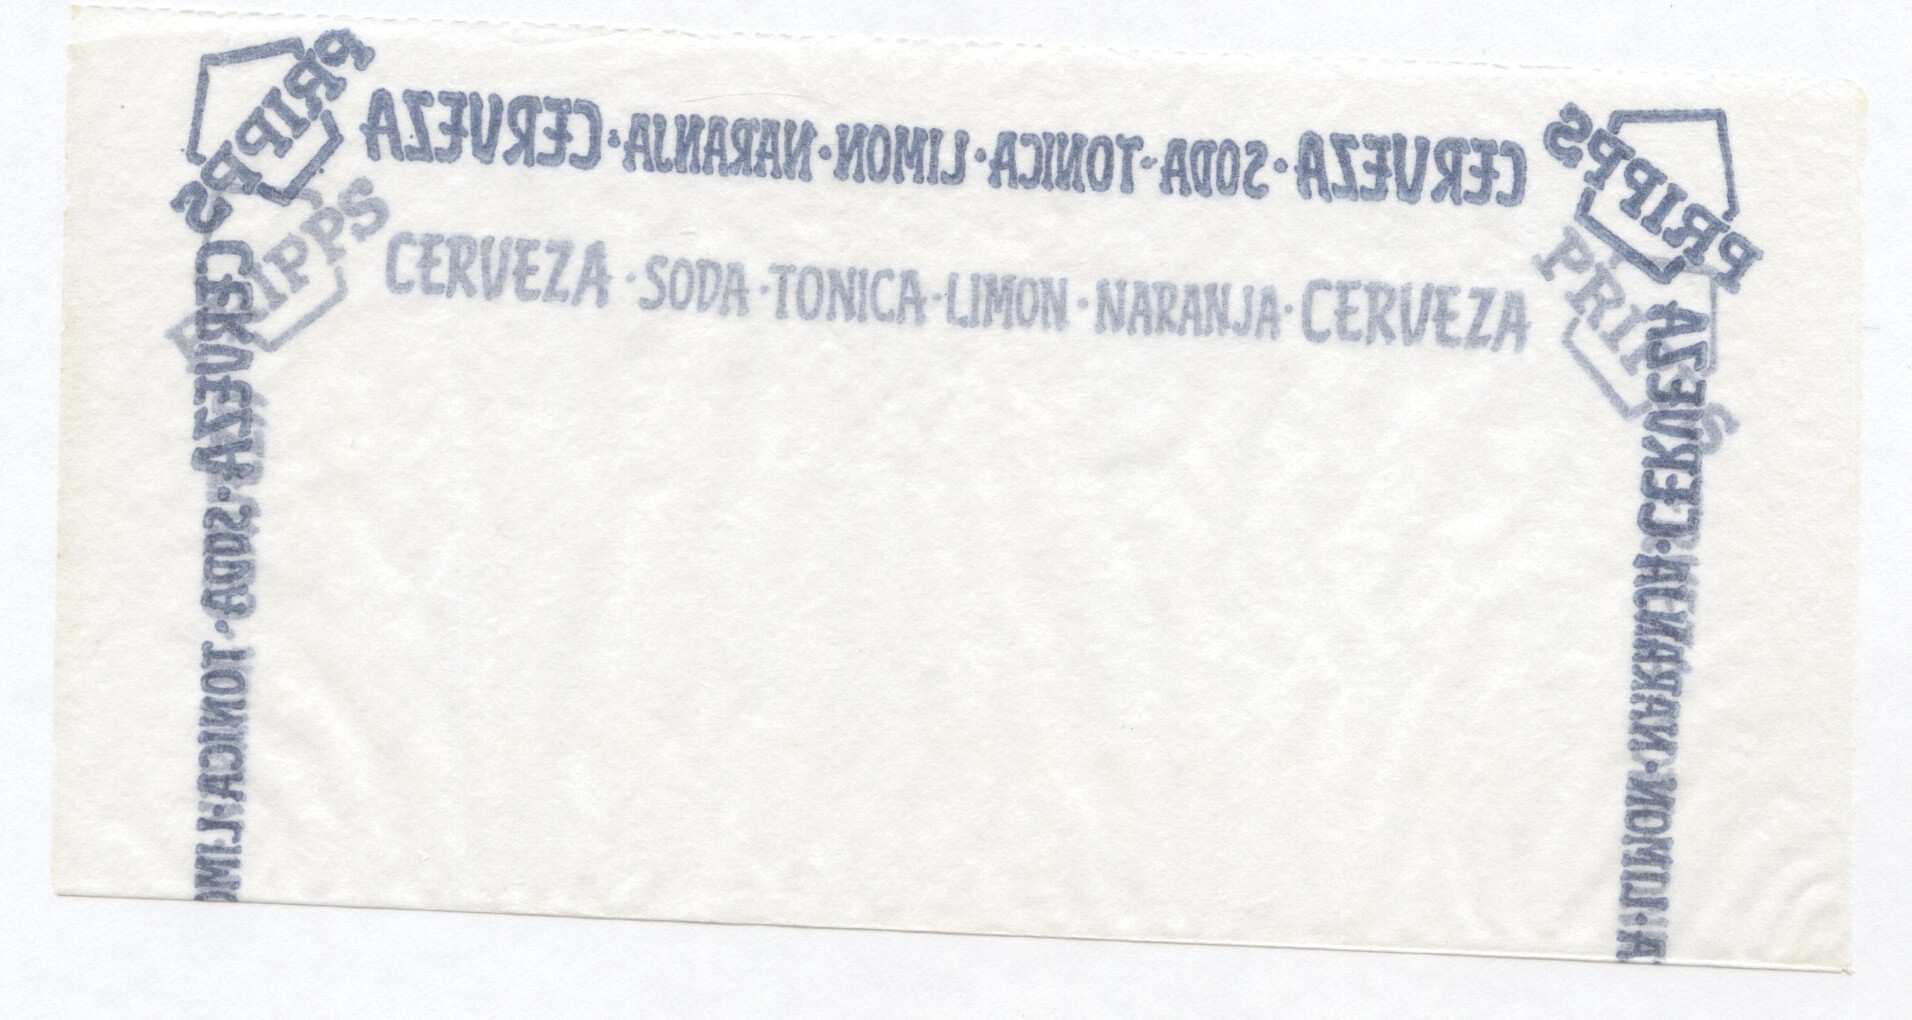 PRIPPS
CERVEZA · SODA · TONICA · LIMON · NARANJA · CERVEZA
PRIPPS
PRIPPS
CERVEZA · SODA · TONICA · LIMON · NARANJA · CERVEZA
PRIPPS
CERVEZA · SODA · TONICA · LIM
A · LIMON · NARANJA · CERVEZA